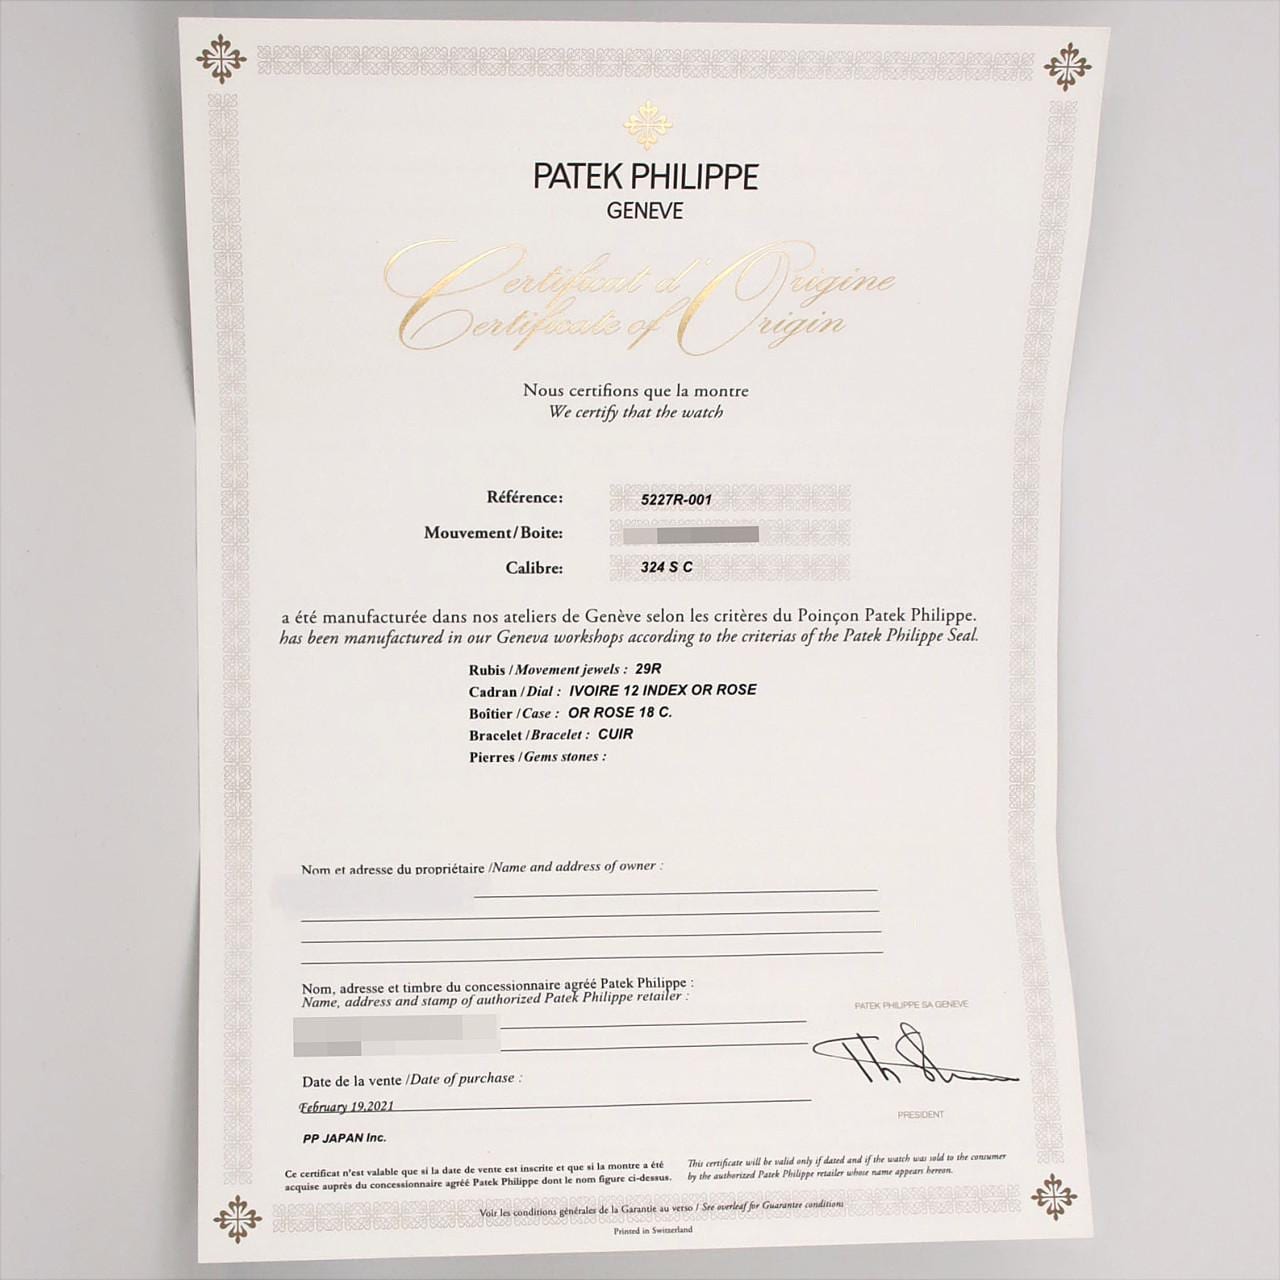 PATEK PHILIPPE
GENEVE
Certificat d'Origine
Certificate of Origin
Nous certifions que la montre
We certify that the watch
Référence: 5227R-001
Mouvement/Boite:
Calibre: 324 S C
a été manufacturée dans nos ateliers de Genève selon les critères du Poinçon Patek Philippe.
has been manufactured in our Geneva workshops according to the criterias of the Patek Philippe Seal.
Rubis / Movement jewels : 29R
Cadran / Dial : IVOIRE 12 INDEX OR ROSE
Boîtier / Case : OR ROSE 18 C.
Bracelet / Bracelet : CUIR
Pierres / Gems stones :
Nom et adresse du propriétaire /Name and address of owner :
Nom, adresse et timbre du concessionnaire agréé Patek Philippe :
Name, address and stamp of authorized Patek Philippe retailer :
PATEK PHILIPPE SA GENEVE
Date de la vente /Date of purchase :
February 19,2021
PRESIDENT
PP JAPAN Inc.
Ce certificat n'est valable que si la date de vente est inscrite et que si la montre a été
acquise auprès du concessionnaire agréé Patek Philippe dont le nom figure ci-dessus.
This certificate will be valid only if dated and if the watch was sold to the consumer
by the authorized Patek Philippe retailer whose name appears hereon.
Voir les conditions générales de la Garantie au verso / See overleaf for Guarantee conditions
Printed in Switzerland